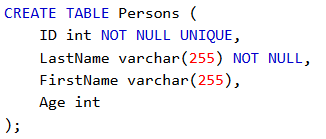 CREATE TABLE Persons (
    ID int NOT NULL UNIQUE,
    LastName varchar(255) NOT NULL,
    FirstName varchar(255),
    Age int
);